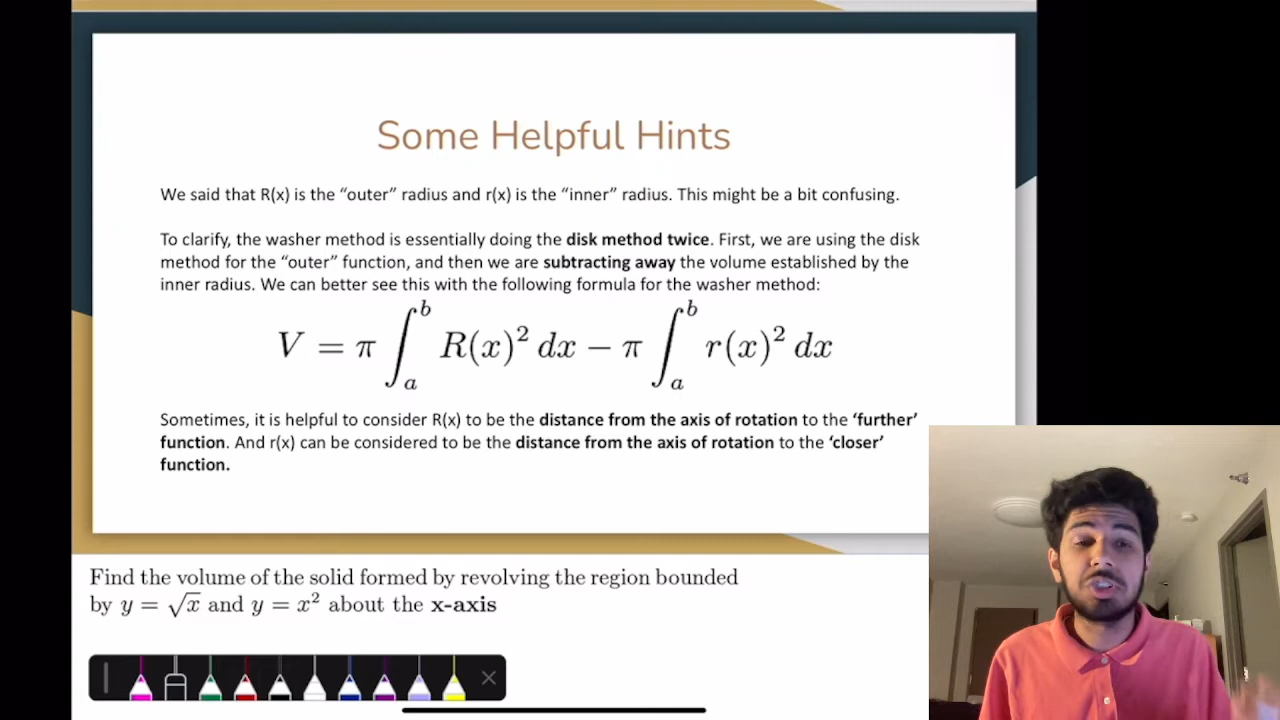 Some Helpful Hints
We said that R(x) is the “outer” radius and r(x) is the “inner” radius. This might be a bit confusing.
To clarify, the washer method is essentially doing the disk method twice. First, we are using the disk
method for the “outer” function, and then we are subtracting away the volume established by the
inner radius. We can better see this with the following formula for the washer method:
V = π ∫_a^b R(x)² dx − π ∫_a^b r(x)² dx
Sometimes, it is helpful to consider R(x) to be the distance from the axis of rotation to the ‘further’
function. And r(x) can be considered to be the distance from the axis of rotation to the ‘closer’
function.
Find the volume of the solid formed by revolving the region bounded
by y = √x and y = x² about the x-axis